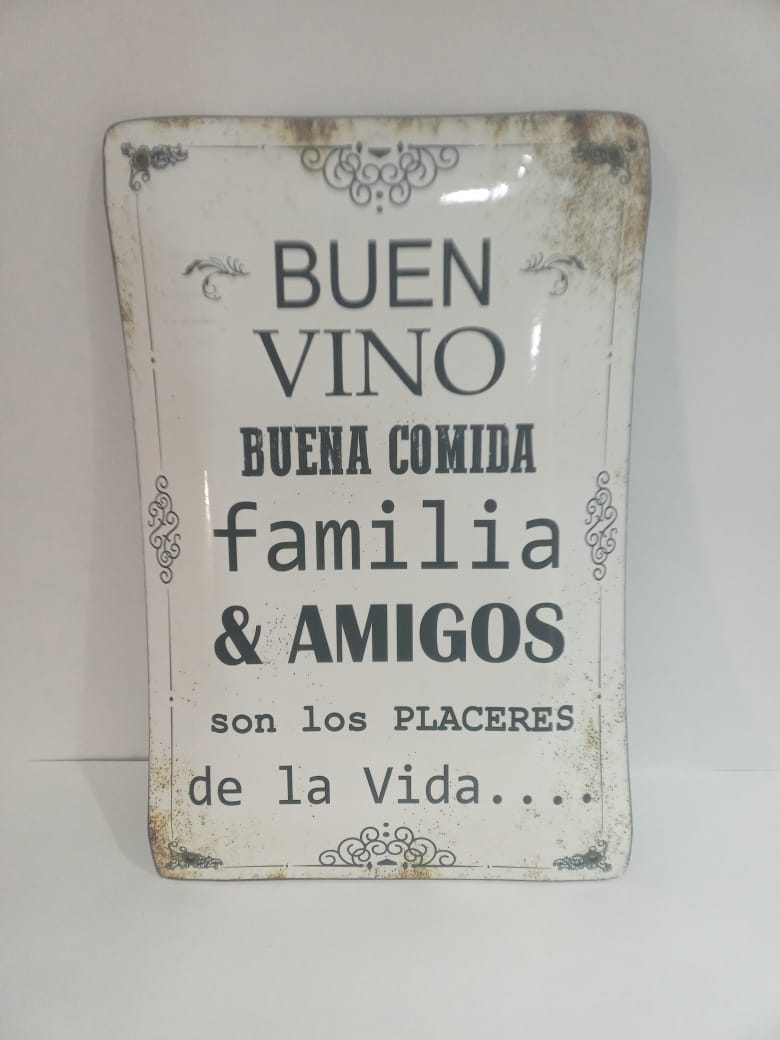 BUEN
VINO
BUENA COMIDA
familia
& AMIGOS
son los PLACERES
de la Vida....